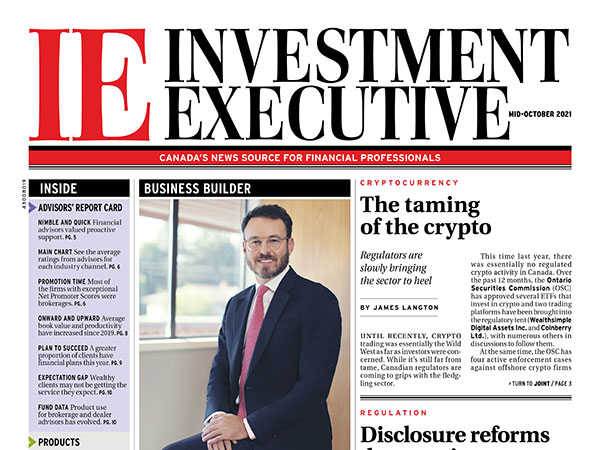 IE INVESTMENT
EXECUTIVE
MID-OCTOBER 2021
CANADA'S NEWS SOURCE FOR FINANCIAL PROFESSIONALS
43008019
INSIDE
ADVISORS' REPORT CARD
NIMBLE AND QUICK Financial
advisors valued proactive
support. PG. 5
MAIN CHART See the average
ratings from advisors for
each industry channel. PG. 6
PROMOTION TIME Most of
the firms with exceptional
Net Promoter Scores were
brokerages. PG. 6
ONWARD AND UPWARD Average
book value and productivity
have increased since 2019. PG. 8
PLAN TO SUCCEED A greater
proportion of clients have
financial plans this year. PG. 9
EXPECTATION GAP Wealthy
clients may not be getting the
service they expect. PG. 10
FUND DATA Product use
for brokerage and dealer
advisors has evolved. PG. 10
PRODUCTS
BUSINESS BUILDER
CRYPTOCURRENCY
The taming
of the crypto
Regulators are
slowly bringing
the sector to heel
BY JAMES LANGTON
UNTIL RECENTLY, CRYPTO
trading was essentially the Wild
West as far as investors were con-
cerned. While it's still far from
tame, Canadian regulators are
coming to grips with the fledg-
ling sector.
This time last year, there
was essentially no regulated
crypto activity in Canada. Over
the past 12 months, the Ontario
Securities Commission (OSC)
has approved several ETFs that
invest in crypto and two trading
platforms have been brought into
the regulatory tent (Wealthsimple
Digital Assets Inc. and Coinberry
Ltd.), with numerous others in
discussions to follow them.
At the same time, the OSC has
four active enforcement cases
against offshore crypto firms
TURN TO JOINT / PAGE 3
REGULATION
Disclosure reforms